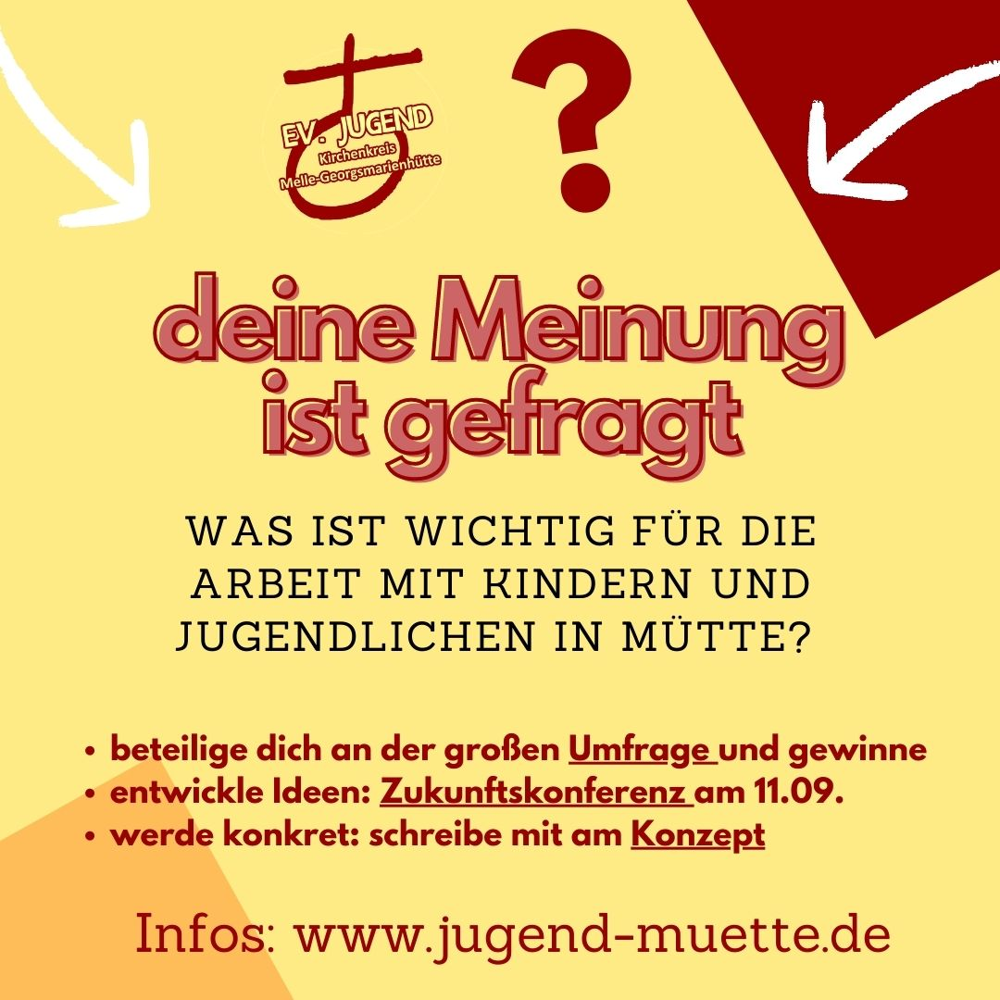 EV. JUGEND
Kirchenkreis
Melle-Georgsmarienhütte
?
deine Meinung
ist gefragt
WAS IST WICHTIG FÜR DIE
ARBEIT MIT KINDERN UND
JUGENDLICHEN IN MÜTTE?
• beteilige dich an der großen Umfrage und gewinne
• entwickle Ideen: Zukunftskonferenz am 11.09.
• werde konkret: schreibe mit am Konzept
Infos: www.jugend-muette.de